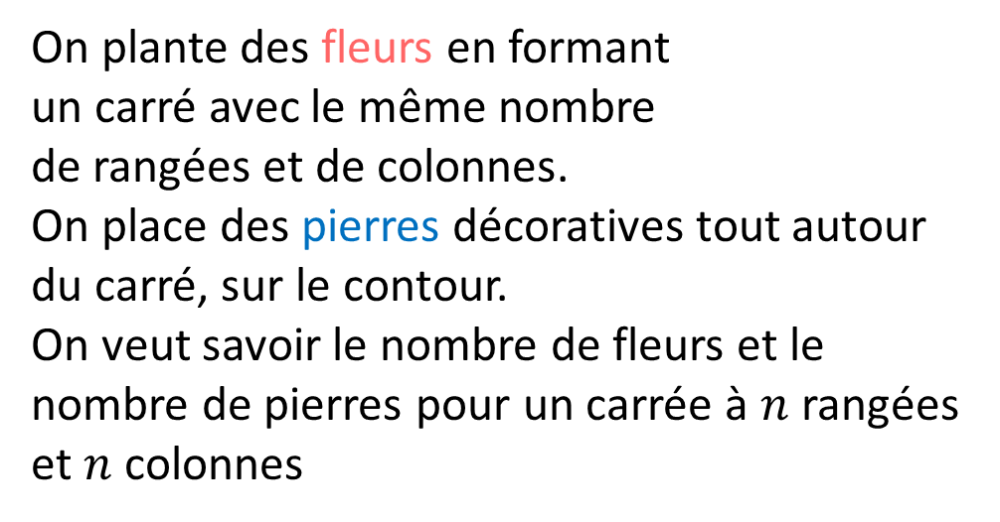 On plante des fleurs en formant
un carré avec le même nombre
de rangées et de colonnes.
On place des pierres décoratives tout autour
du carré, sur le contour.
On veut savoir le nombre de fleurs et le
nombre de pierres pour un carrée à n rangées
et n colonnes